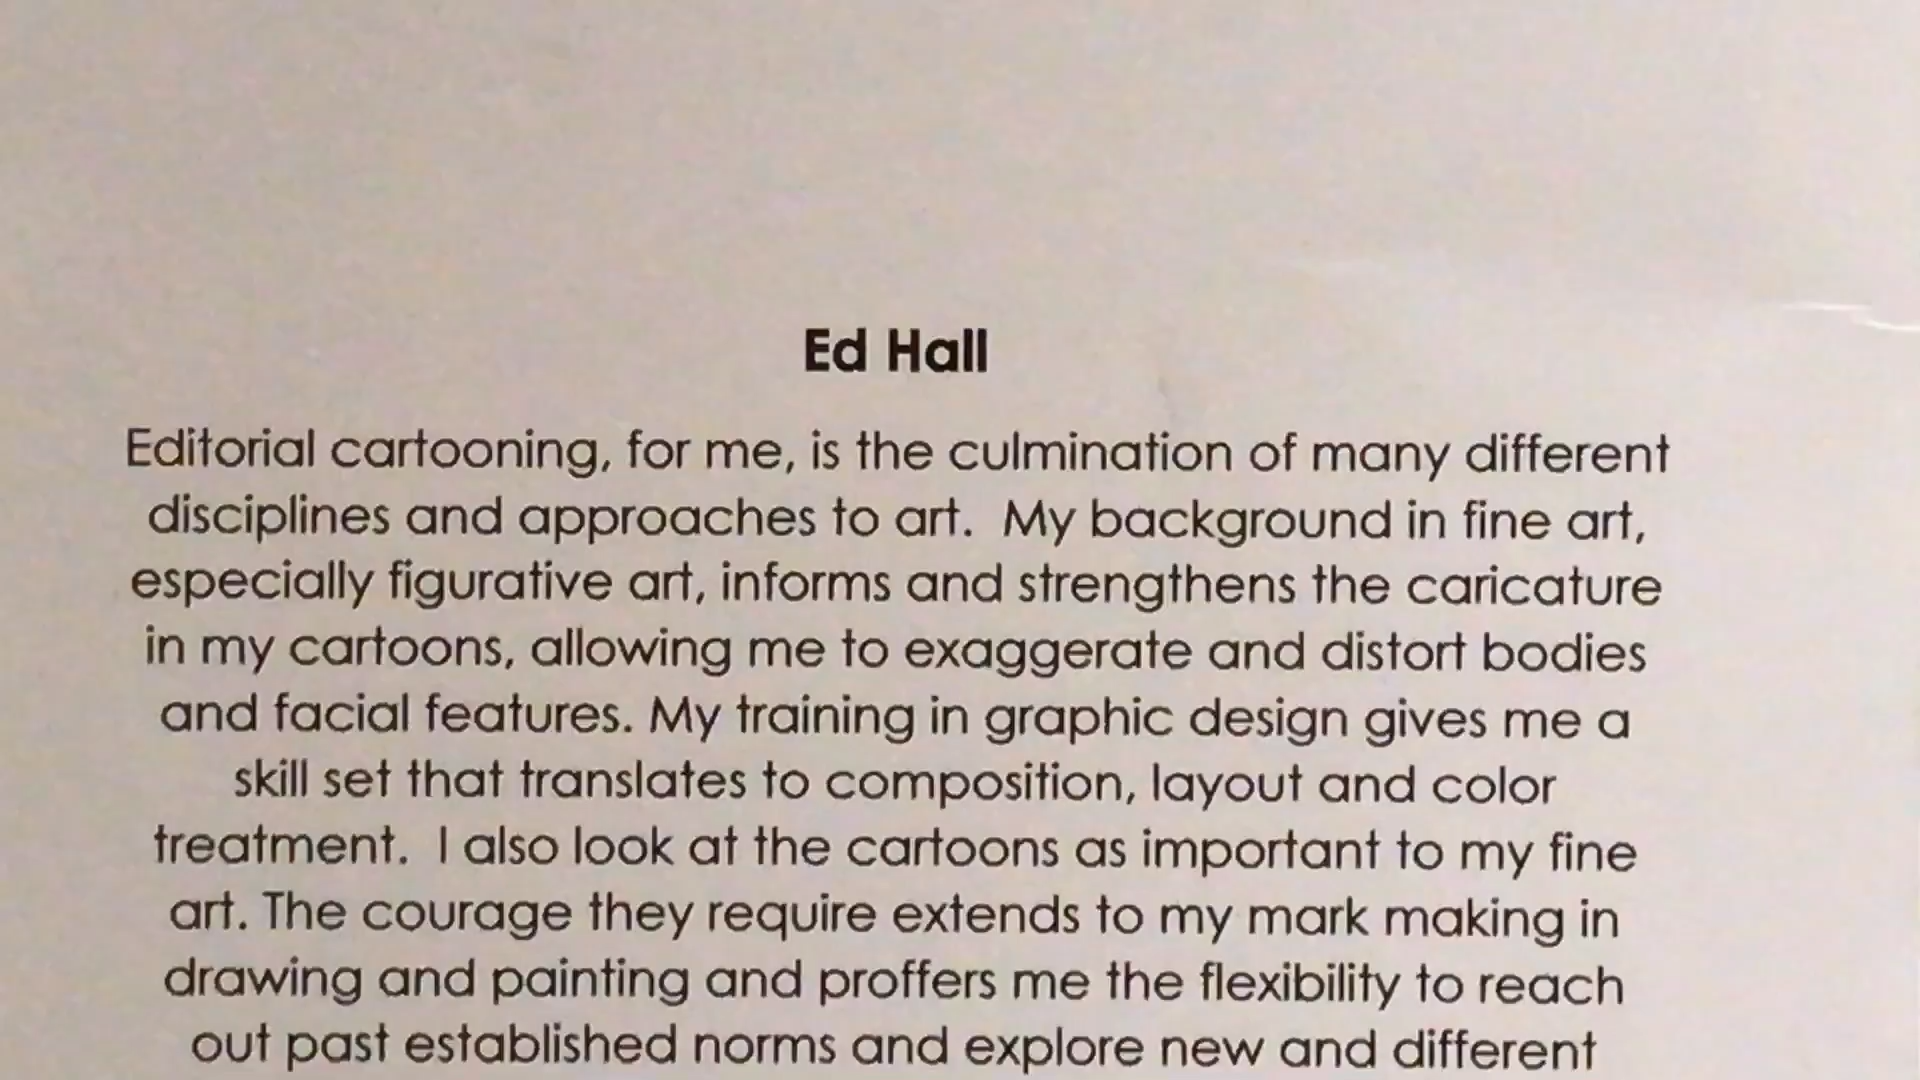 Ed Hall
Editorial cartooning, for me, is the culmination of many different
disciplines and approaches to art.  My background in fine art,
especially figurative art, informs and strengthens the caricature
in my cartoons, allowing me to exaggerate and distort bodies
and facial features. My training in graphic design gives me a
skill set that translates to composition, layout and color
treatment.  I also look at the cartoons as important to my fine
art. The courage they require extends to my mark making in
drawing and painting and proffers me the flexibility to reach
out past established norms and explore new and different